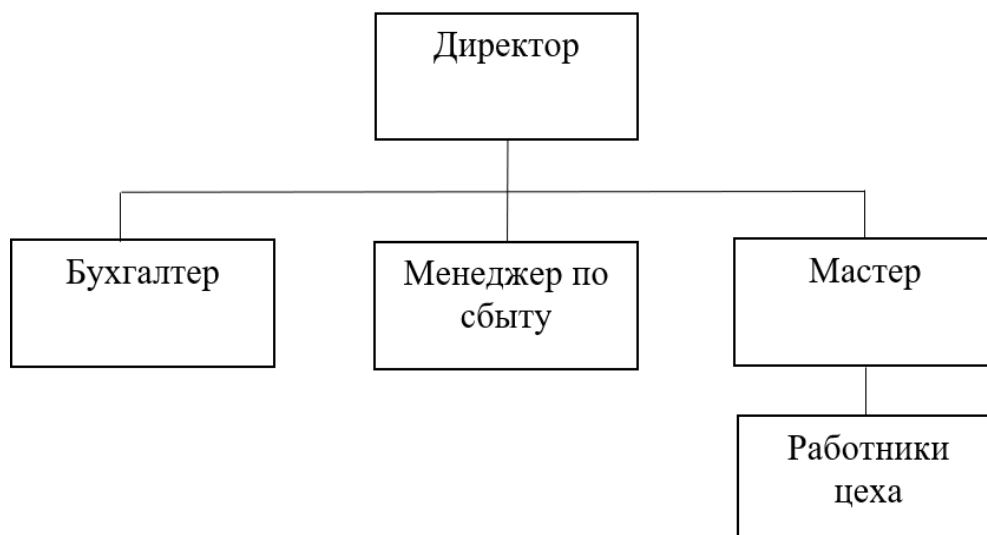 Директор
Бухгалтер
Менеджер по
сбыту
Мастер
Работники
цеха